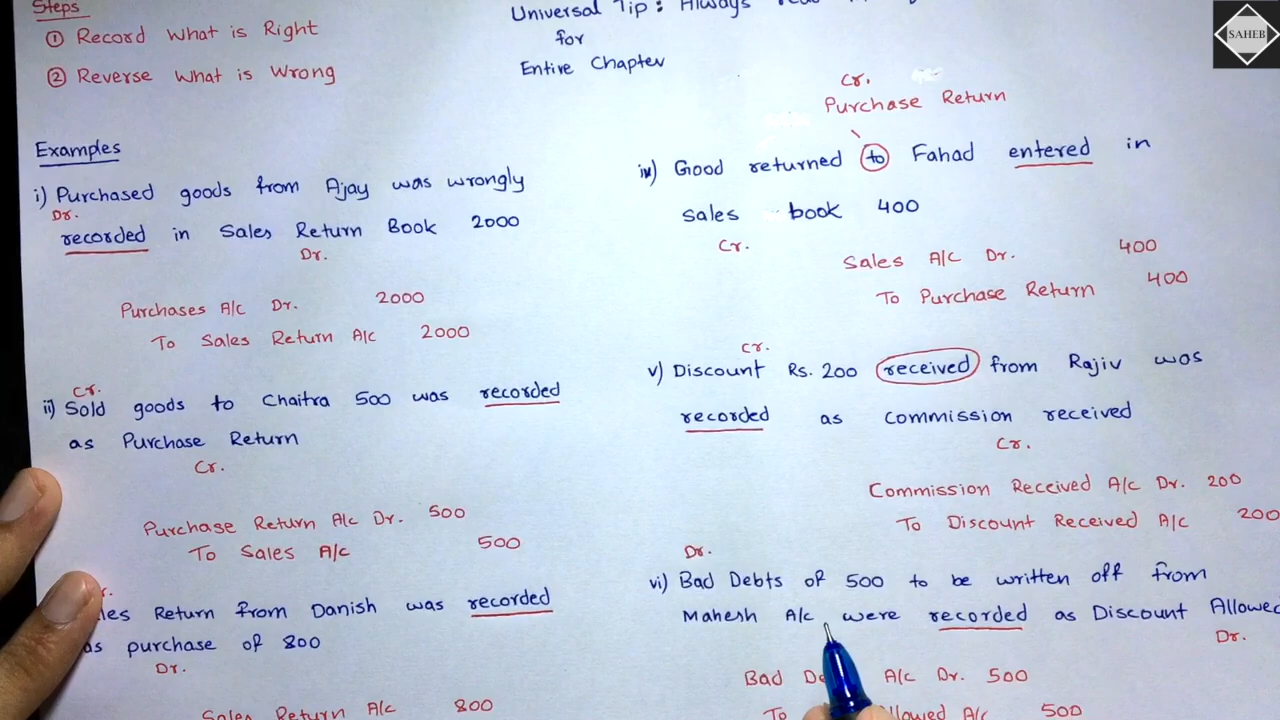 Steps
① Record What is Right
② Reverse What is Wrong
Universal Tip: Always
for
Entire Chapter
SAHEB
Examples
i) Purchased goods from Ajay was wrongly
Dr.
recorded in Sales Return Book 2000
Dr.
Purchases A/c Dr. 2000
To Sales Return A/c 2000
Cr.
ii) Sold goods to Chaitra 500 was recorded
as Purchase Return
Cr.
Purchase Return A/c Dr. 500
To Sales A/c 500
Return from Danish was recorded
as purchase of 800
Dr.
Sales Return A/c 800
Cr.
Purchase Return
iv) Good returned to Fahad entered in
sales book 400
Cr.
Sales A/c Dr. 400
To Purchase Return 400
Cr.
v) Discount Rs. 200 received from Rajiv was
recorded as commission received
Cr.
Commission Received A/c Dr. 200
To Discount Received A/c 200
Dr.
vi) Bad Debts of 500 to be written off from
Mahesh A/c were recorded as Discount Allowed
Dr.
Bad A/c Dr. 500
To A/c 500